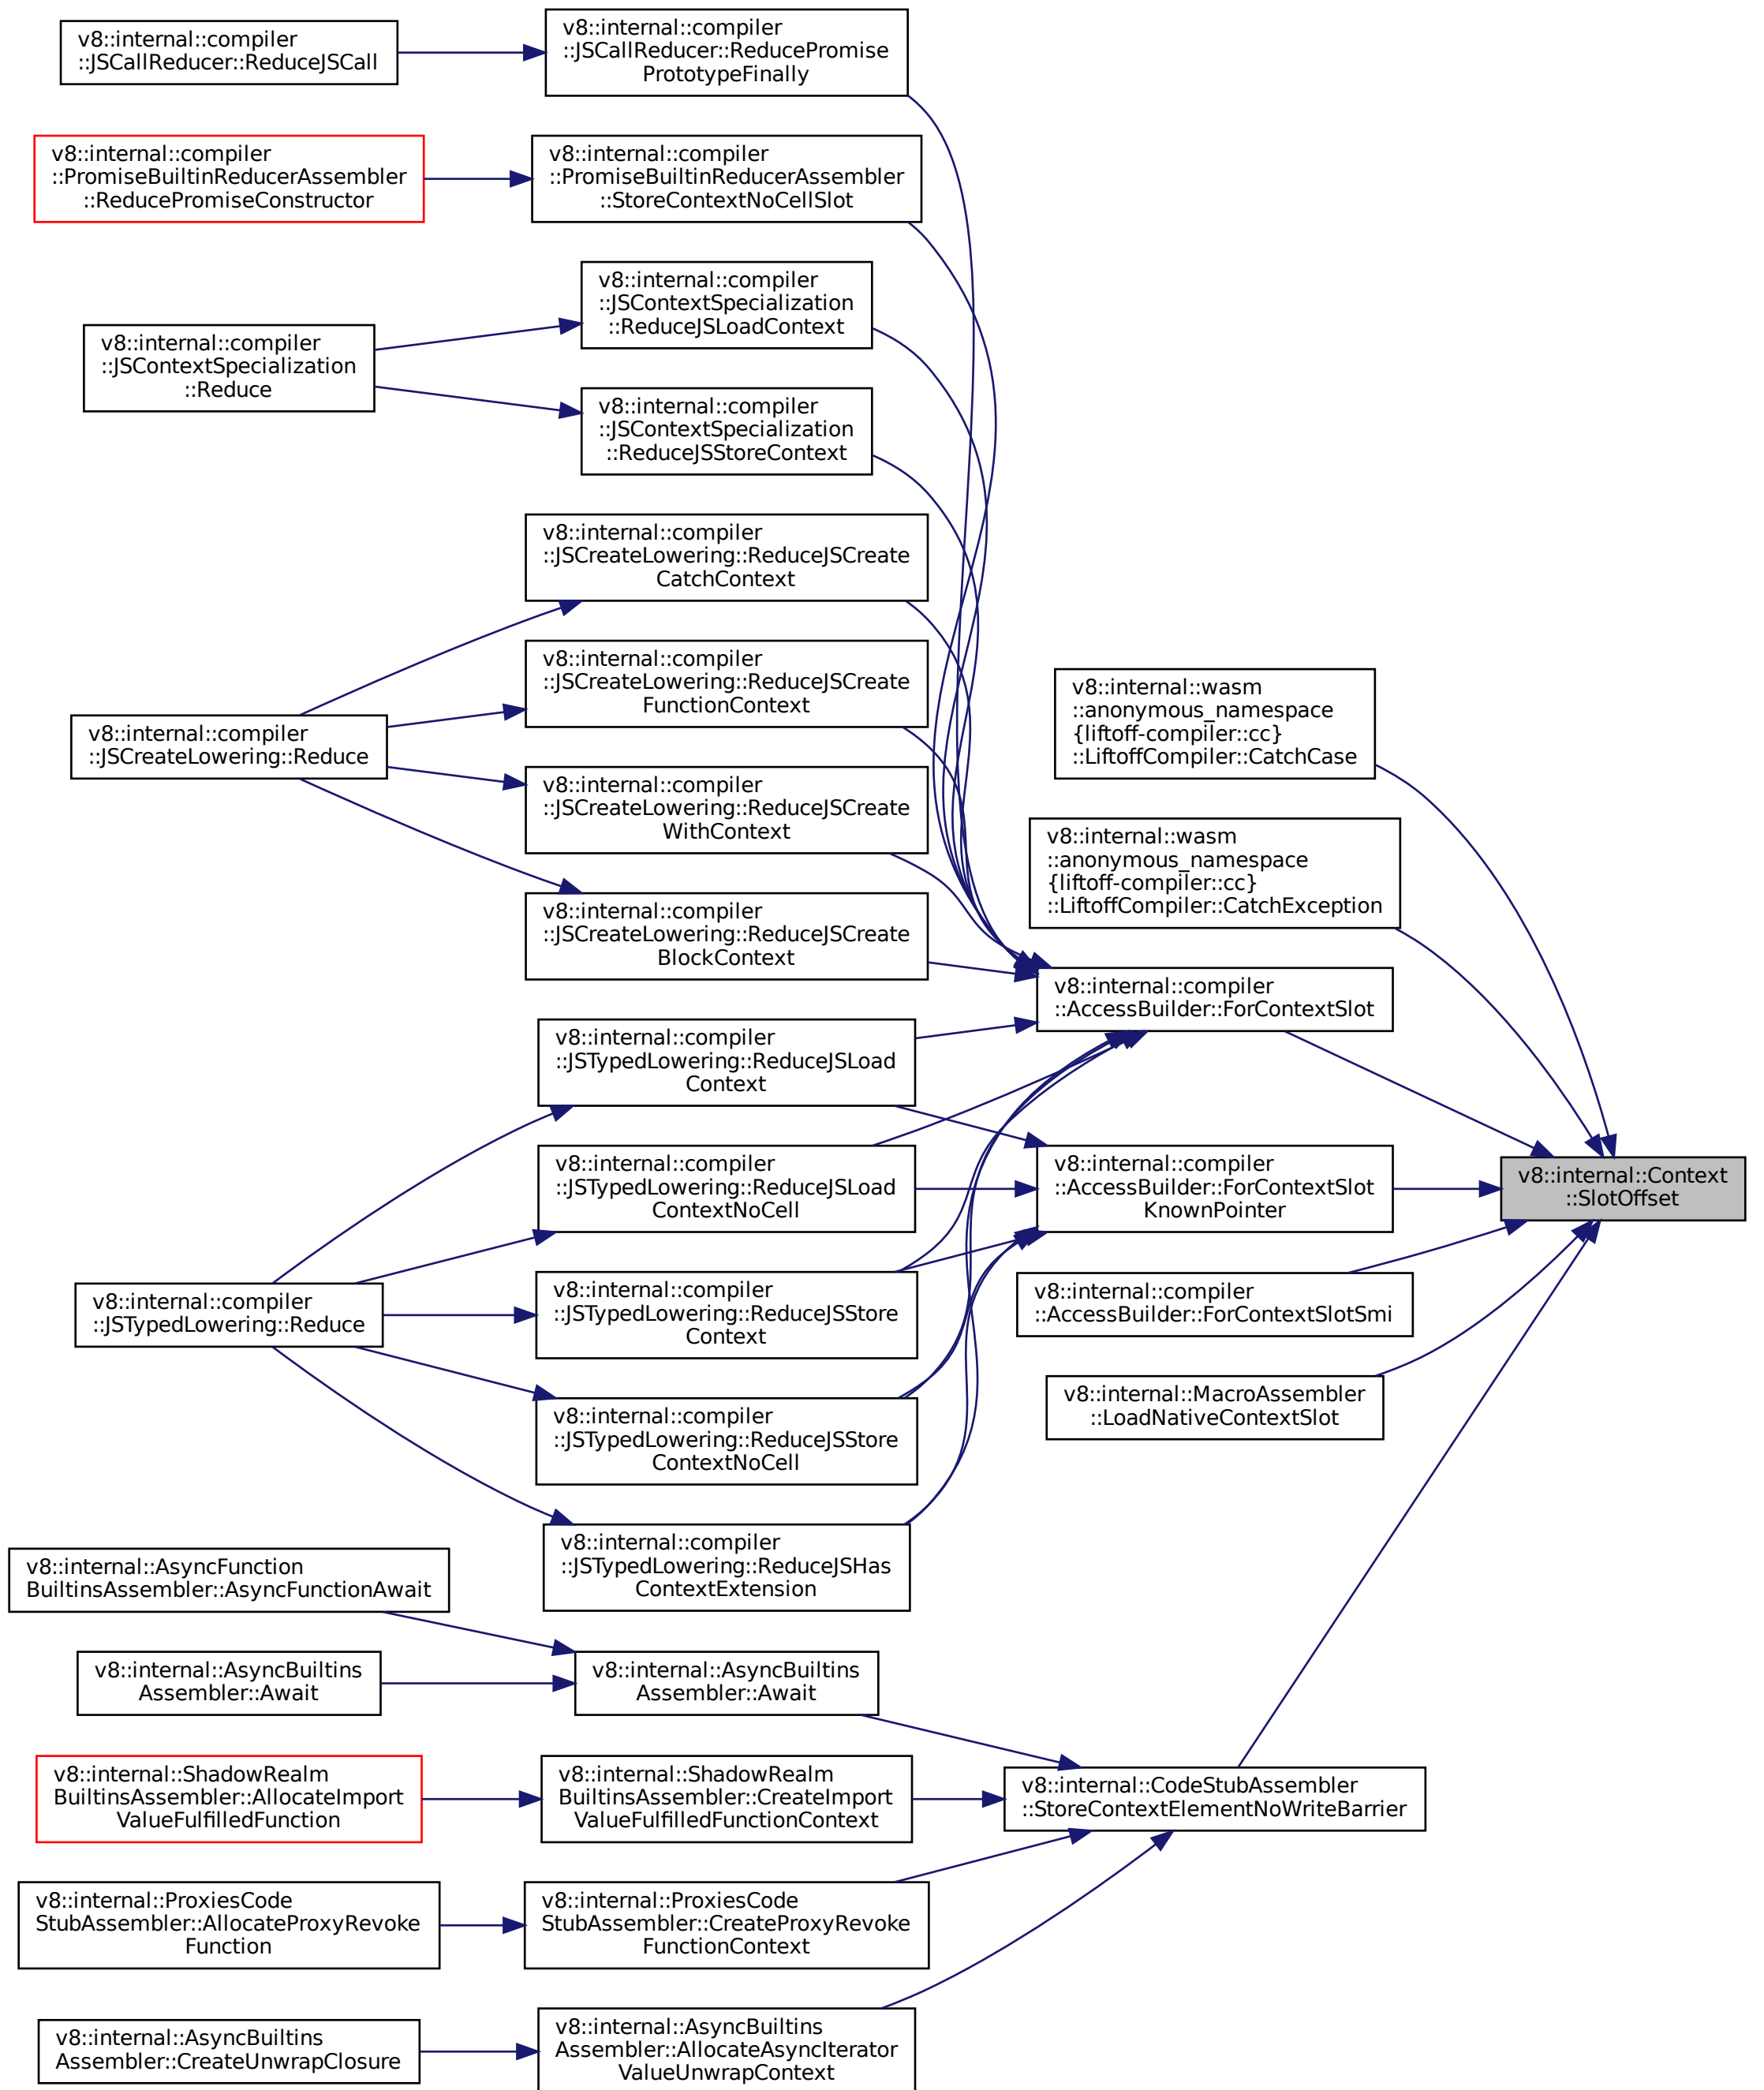 v8::internal::compiler
::JSCallReducer::ReduceJSCall
v8::internal::compiler
::JSCallReducer::ReducePromise
PrototypeFinally
v8::internal::compiler
::PromiseBuiltinReducerAssembler
::ReducePromiseConstructor
v8::internal::compiler
::PromiseBuiltinReducerAssembler
::StoreContextNoCellSlot
v8::internal::compiler
::JSContextSpecialization
::ReduceJSLoadContext
v8::internal::compiler
::JSContextSpecialization
::Reduce
v8::internal::compiler
::JSContextSpecialization
::ReduceJSStoreContext
v8::internal::compiler
::JSCreateLowering::ReduceJSCreate
CatchContext
v8::internal::compiler
::JSCreateLowering::ReduceJSCreate
FunctionContext
v8::internal::compiler
::JSCreateLowering::Reduce
v8::internal::compiler
::JSCreateLowering::ReduceJSCreate
WithContext
v8::internal::compiler
::JSCreateLowering::ReduceJSCreate
BlockContext
v8::internal::wasm
::anonymous_namespace
{liftoff-compiler::cc}
::LiftoffCompiler::CatchCase
v8::internal::wasm
::anonymous_namespace
{liftoff-compiler::cc}
::LiftoffCompiler::CatchException
v8::internal::compiler
::AccessBuilder::ForContextSlot
v8::internal::compiler
::JSTypedLowering::ReduceJSLoad
Context
v8::internal::compiler
::JSTypedLowering::ReduceJSLoad
ContextNoCell
v8::internal::compiler
::AccessBuilder::ForContextSlot
KnownPointer
v8::internal::Context
::SlotOffset
v8::internal::compiler
::JSTypedLowering::Reduce
v8::internal::compiler
::JSTypedLowering::ReduceJSStore
Context
v8::internal::compiler
::AccessBuilder::ForContextSlotSmi
v8::internal::MacroAssembler
::LoadNativeContextSlot
v8::internal::compiler
::JSTypedLowering::ReduceJSStore
ContextNoCell
v8::internal::compiler
::JSTypedLowering::ReduceJSHas
ContextExtension
v8::internal::AsyncFunction
BuiltinsAssembler::AsyncFunctionAwait
v8::internal::AsyncBuiltins
Assembler::Await
v8::internal::AsyncBuiltins
Assembler::Await
v8::internal::ShadowRealm
BuiltinsAssembler::AllocateImport
ValueFulfilledFunction
v8::internal::ShadowRealm
BuiltinsAssembler::CreateImport
ValueFulfilledFunctionContext
v8::internal::CodeStubAssembler
::StoreContextElementNoWriteBarrier
v8::internal::ProxiesCode
StubAssembler::AllocateProxyRevoke
Function
v8::internal::ProxiesCode
StubAssembler::CreateProxyRevoke
FunctionContext
v8::internal::AsyncBuiltins
Assembler::CreateUnwrapClosure
v8::internal::AsyncBuiltins
Assembler::AllocateAsyncIterator
ValueUnwrapContext